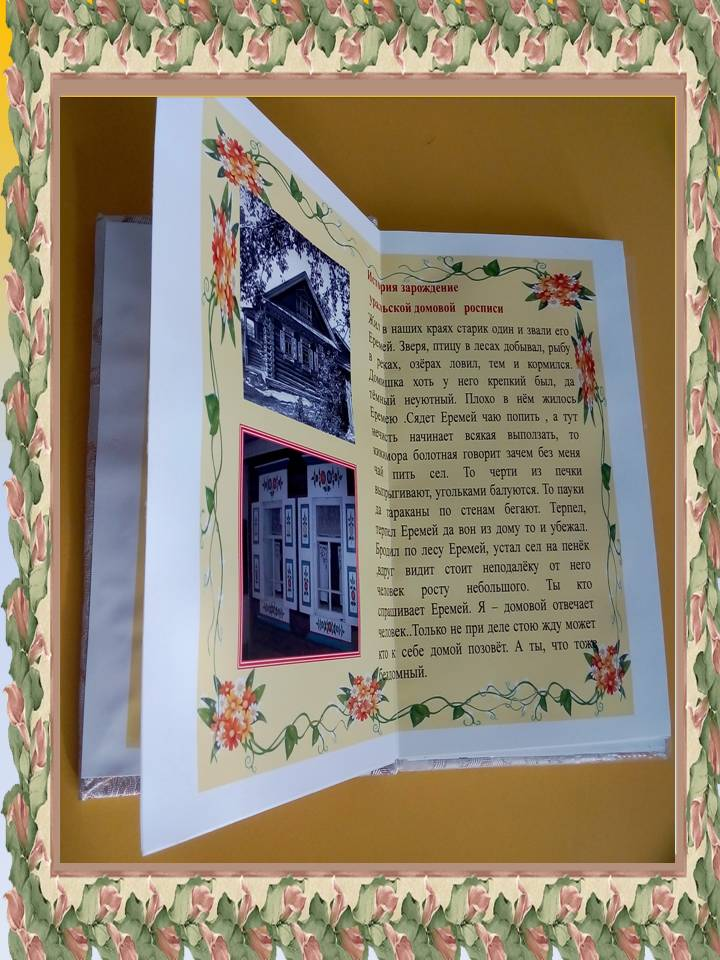 История зарождение
уральской домовой росписи
Жил в наших краях старик один и звали его
Еремей. Зверя, птицу в лесах добывал, рыбу
в реках, озёрах ловил, тем и кормился.
Домишка хоть у него крепкий был, да
тёмный неуютный. Плохо в нём жилось
Еремею .Сядет Еремей чаю попить , а тут
нечисть начинает всякая выползать, то
кикимора болотная говорит зачем без меня
чай пить сел. То черти из печки
выпрыгивают, угольками балуются. То пауки
да тараканы по стенам бегают. Терпел,
терпел Еремей да вон из дому то и убежал.
Бродил по лесу Еремей, устал сел на пенёк
вдруг видит стоит неподалёку от него
человек росту небольшого. Ты кто
спрашивает Еремей. Я – домовой отвечает
человек..Только не при деле стою жду может
кто к себе домой позовёт. А ты, что тоже
бездомный.